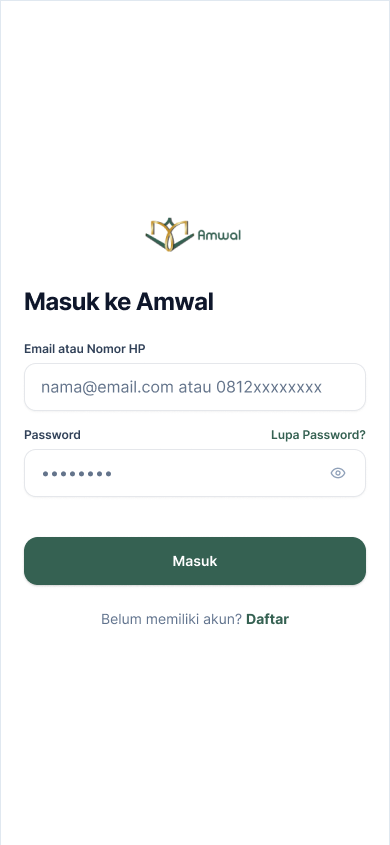 Amwal
Masuk ke Amwal
Email atau Nomor HP
nama@email.com atau 0812xxxxxxxx
Password
Lupa Password?
••••••••
Masuk
Belum memiliki akun? Daftar